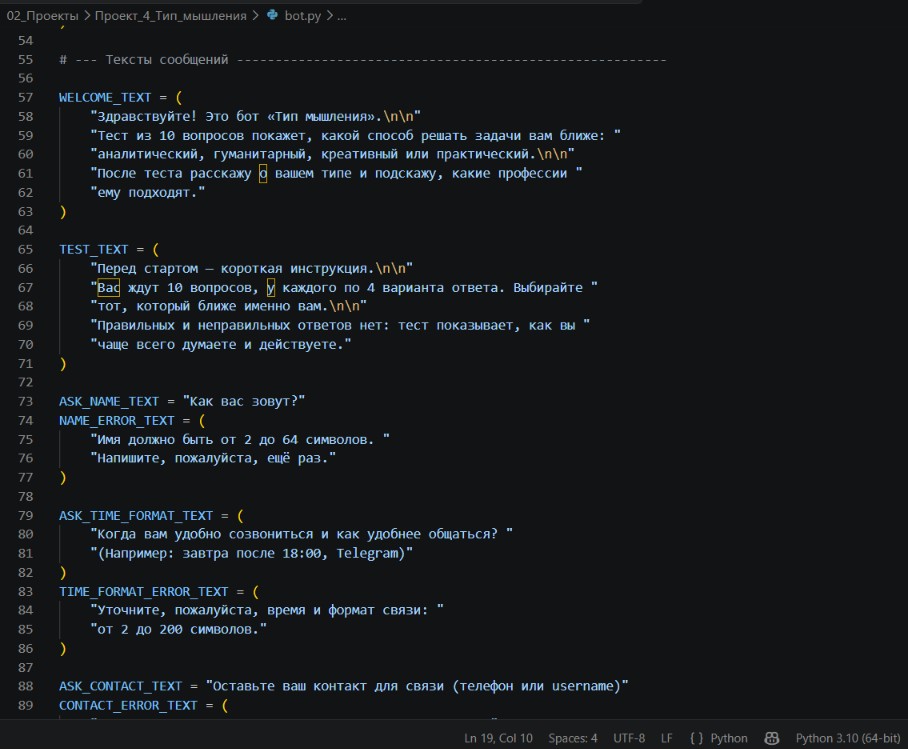 02_Проекты > Проект_4_Тип_мышления > bot.py > ...
54
55 # --- Тексты сообщений -------------------------------------------------------
56
57 WELCOME_TEXT = (
58 "Здравствуйте! Это бот «Тип мышления».\n\n"
59 "Тест из 10 вопросов покажет, какой способ решать задачи вам ближе: "
60 "аналитический, гуманитарный, креативный или практический.\n\n"
61 "После теста расскажу о вашем типе и подскажу, какие профессии "
62 "ему подходят."
63 )
64
65 TEST_TEXT = (
66 "Перед стартом — короткая инструкция.\n\n"
67 "Вас ждут 10 вопросов, у каждого по 4 варианта ответа. Выбирайте "
68 "тот, который ближе именно вам.\n\n"
69 "Правильных и неправильных ответов нет: тест показывает, как вы "
70 "чаще всего думаете и действуете."
71 )
72
73 ASK_NAME_TEXT = "Как вас зовут?"
74 NAME_ERROR_TEXT = (
75 "Имя должно быть от 2 до 64 символов. "
76 "Напишите, пожалуйста, ещё раз."
77 )
78
79 ASK_TIME_FORMAT_TEXT = (
80 "Когда вам удобно созвониться и как удобнее общаться? "
81 "(Например: завтра после 18:00, Telegram)"
82 )
83 TIME_FORMAT_ERROR_TEXT = (
84 "Уточните, пожалуйста, время и формат связи: "
85 "от 2 до 200 символов."
86 )
87
88 ASK_CONTACT_TEXT = "Оставьте ваш контакт для связи (телефон или username)"
89 CONTACT_ERROR_TEXT = (
Ln 19, Col 10 Spaces: 4 UTF-8 LF { } Python Python 3.10 (64-bit)